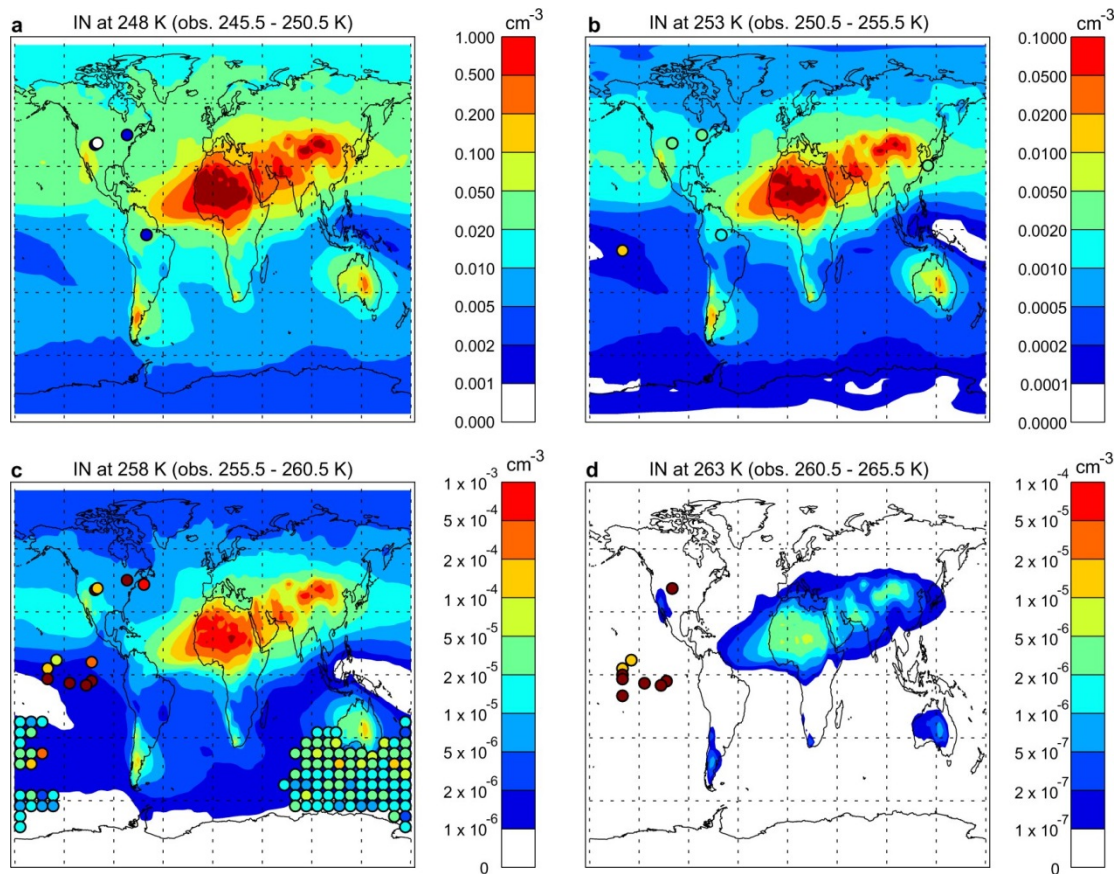 a IN at 248 K (obs. 245.5 - 250.5 K) cm-3
1.000
0.500
0.200
0.100
0.050
0.020
0.010
0.005
0.002
0.001
0.000
b IN at 253 K (obs. 250.5 - 255.5 K) cm-3
0.1000
0.0500
0.0200
0.0100
0.0050
0.0020
0.0010
0.0005
0.0002
0.0001
0.0000
c IN at 258 K (obs. 255.5 - 260.5 K) cm-3
1 x 10-3
5 x 10-4
2 x 10-4
1 x 10-4
5 x 10-5
2 x 10-5
1 x 10-5
5 x 10-6
2 x 10-6
1 x 10-6
0
d IN at 263 K (obs. 260.5 - 265.5 K) cm-3
1 x 10-4
5 x 10-5
2 x 10-5
1 x 10-5
5 x 10-6
2 x 10-6
1 x 10-6
5 x 10-7
2 x 10-7
1 x 10-7
0